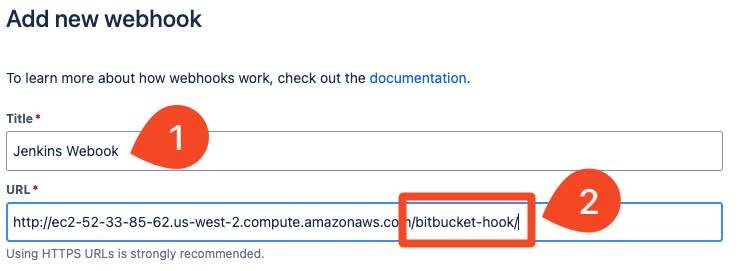 Add new webhook
To learn more about how webhooks work, check out the documentation.
Title*
Jenkins Webook
1
URL*
http://ec2-52-33-85-62.us-west-2.compute.amazonaws.com/bitbucket-hook/
2
Using HTTPS URLs is strongly recommended.